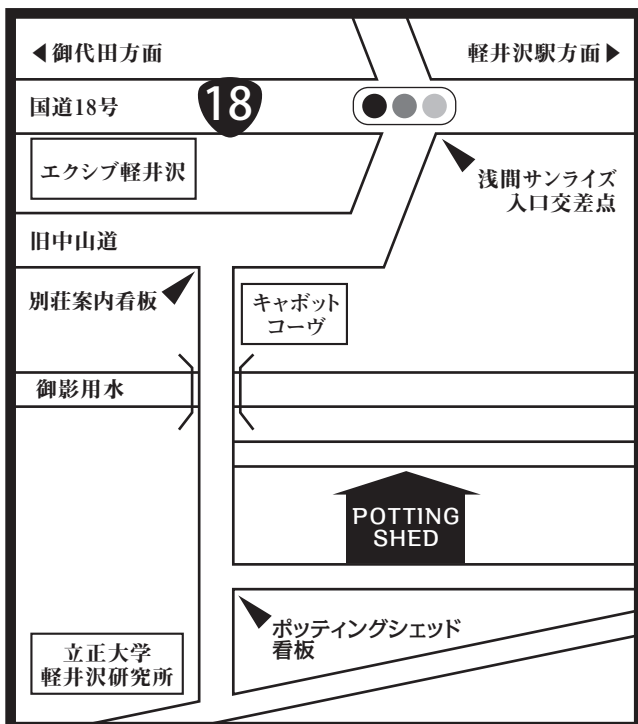 ◀御代田方面
軽井沢駅方面▶
国道18号
18
エクシブ軽井沢
浅間サンライズ
入口交差点
旧中山道
別荘案内看板
キャボット
コーヴ
御影用水
POTTING
SHED
ポッティングシェッド
看板
立正大学
軽井沢研究所